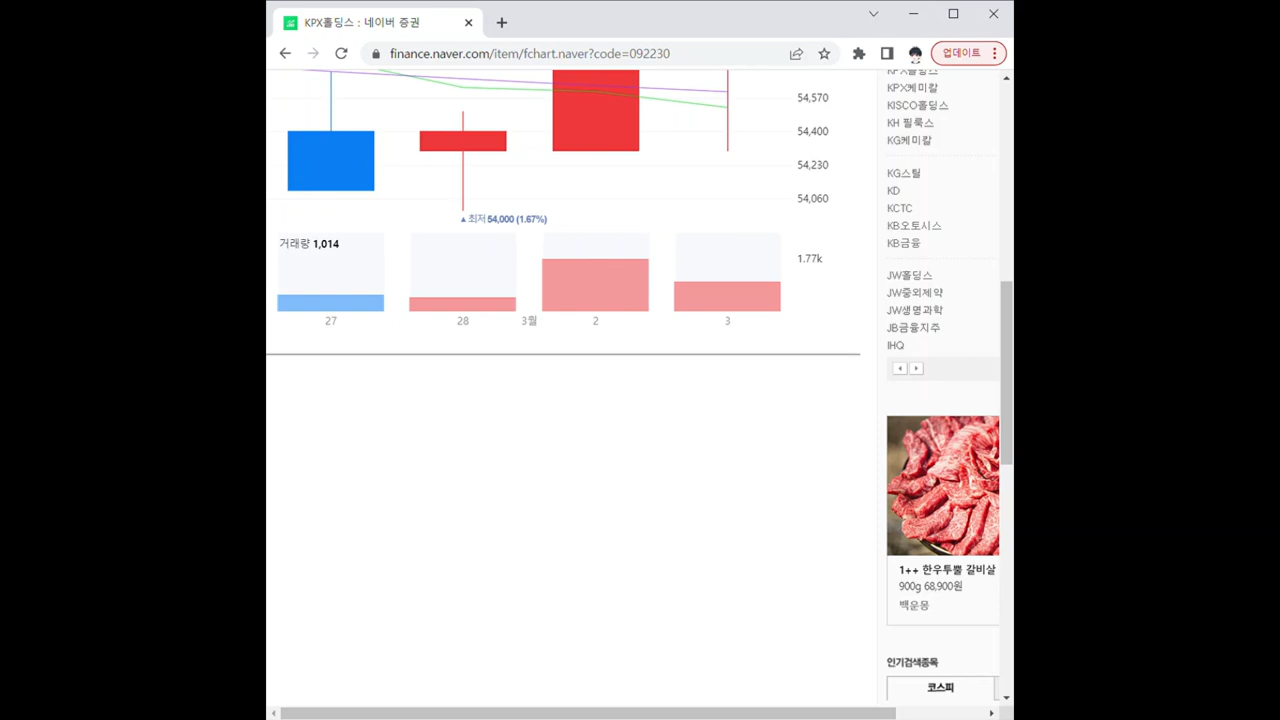 KPX홀딩스 : 네이버 증권
finance.naver.com/item/fchart.naver?code=092230
업데이트
54,570
54,400
54,230
54,060
▲ 최저 54,000 (1.67%)
거래량 1,014
1.77k
27
28
3월
2
3
KPX홀딩스
KPX케미칼
KISCO홀딩스
KH 필룩스
KG케미칼
KG스틸
KD
KCTC
KB오토시스
KB금융
JW홀딩스
JW중외제약
JW생명과학
JB금융지주
IHQ
1++ 한우투뿔 갈비살
900g 68,900원
백운몽
인기검색종목
코스피